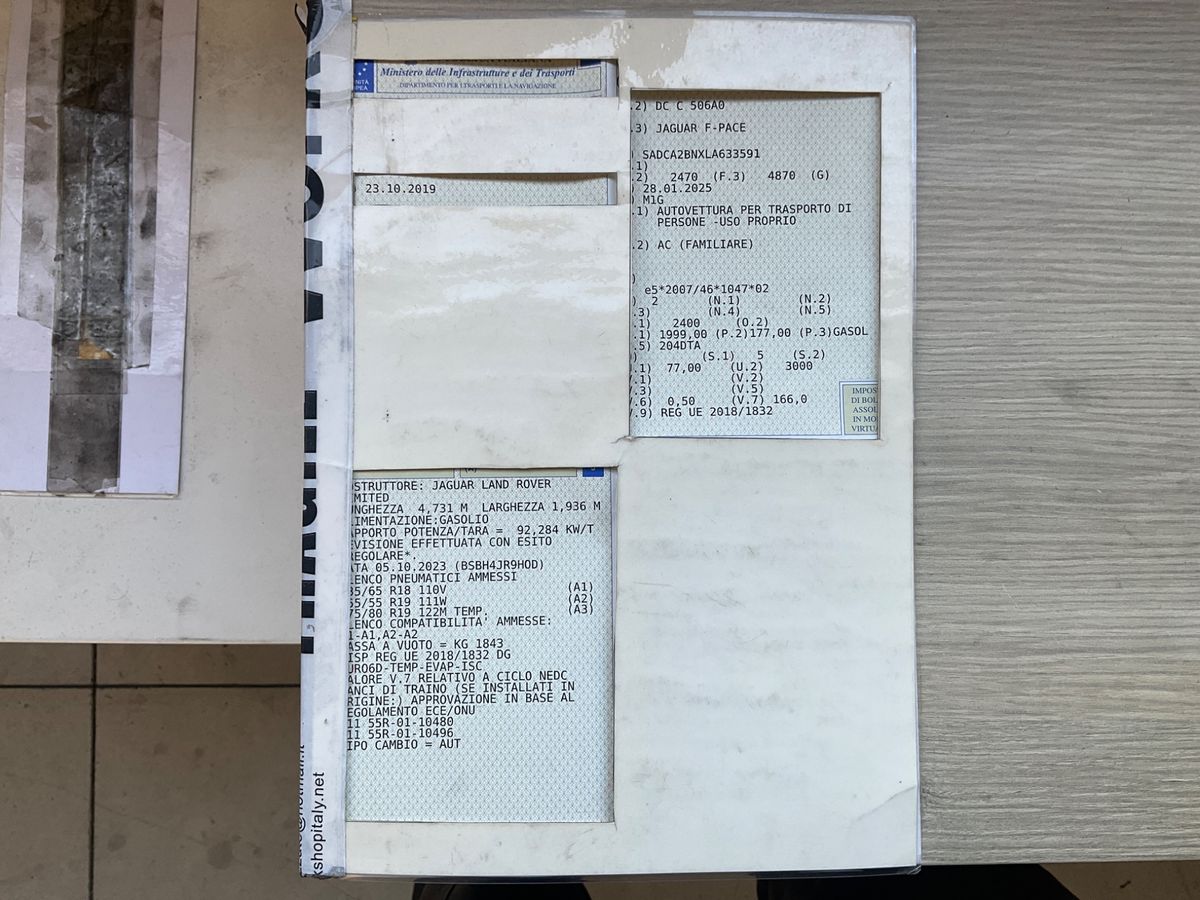 Ministero delle Infrastrutture e dei Trasporti
DIPARTIMENTO PER I TRASPORTI E LA NAVIGAZIONE
23.10.2019
.2) DC C 506A0
.3) JAGUAR F-PACE
) SADCA2BNXLA633591
.1)
.2) 2470 (F.3) 4870 (G)
) 28.01.2025
) M1G
.1) AUTOVETTURA PER TRASPORTO DI
PERSONE -USO PROPRIO
.2) AC (FAMILIARE)
)
e5*2007/46*1047*02
) 2 (N.1) (N.2)
.3) (N.4) (N.5)
.1) 2400 (O.2)
.1) 1999,00 (P.2)177,00 (P.3)GASOL
.5) 204DTA
) (S.1) 5 (S.2)
.1) 77,00 (U.2) 3000
.1) (V.2)
.3) (V.5)
V.6) 0,50 (V.7) 166,0
V.9) REG UE 2018/1832
IMPOS
DI BOL
ASSOL
IN MO
VIRTU
OSTRUTTORE: JAGUAR LAND ROVER
IMITED
UNGHEZZA 4,731 M LARGHEZZA 1,936 M
LIMENTAZIONE:GASOLIO
APPORTO POTENZA/TARA = 92,284 KW/T
EVISIONE EFFETTUATA CON ESITO
REGOLARE*.
ATA 05.10.2023 (BSBH4JR9HOD)
LENCO PNEUMATICI AMMESSI
35/65 R18 110V (A1)
55/55 R19 111W (A2)
75/80 R19 122M TEMP. (A3)
LENCO COMPATIBILITA' AMMESSE:
1-A1,A2-A2
ASSA A VUOTO = KG 1843
ISP REG UE 2018/1832 DG
URO6D-TEMP-EVAP-ISC
ALORE V.7 RELATIVO A CICLO NEDC
ANCI DI TRAINO (SE INSTALLATI IN
RIGINE:) APPROVAZIONE IN BASE AL
EGOLAMENTO ECE/ONU
11 55R-01-10480
11 55R-01-10496
IPO CAMBIO = AUT
kshopitaly.net